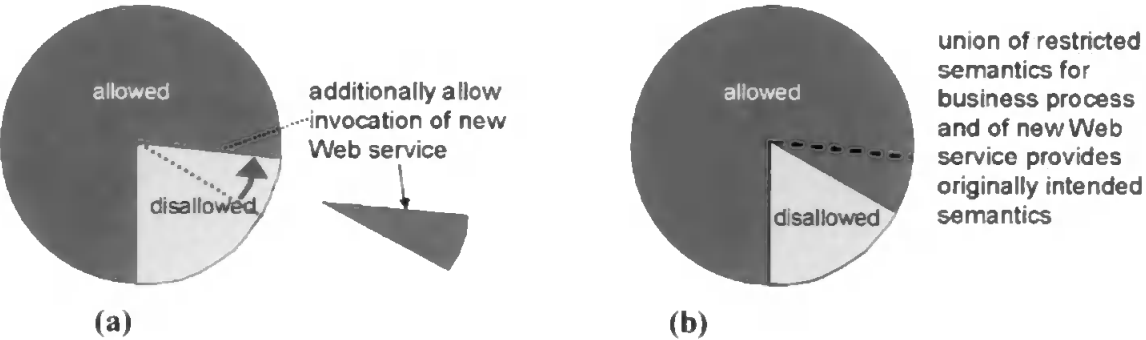 allowed
additionally allow
invocation of new
Web service
disallowed
(a)
allowed
disallowed
union of restricted
semantics for
business process
and of new Web
service provides
originally intended
semantics
(b)